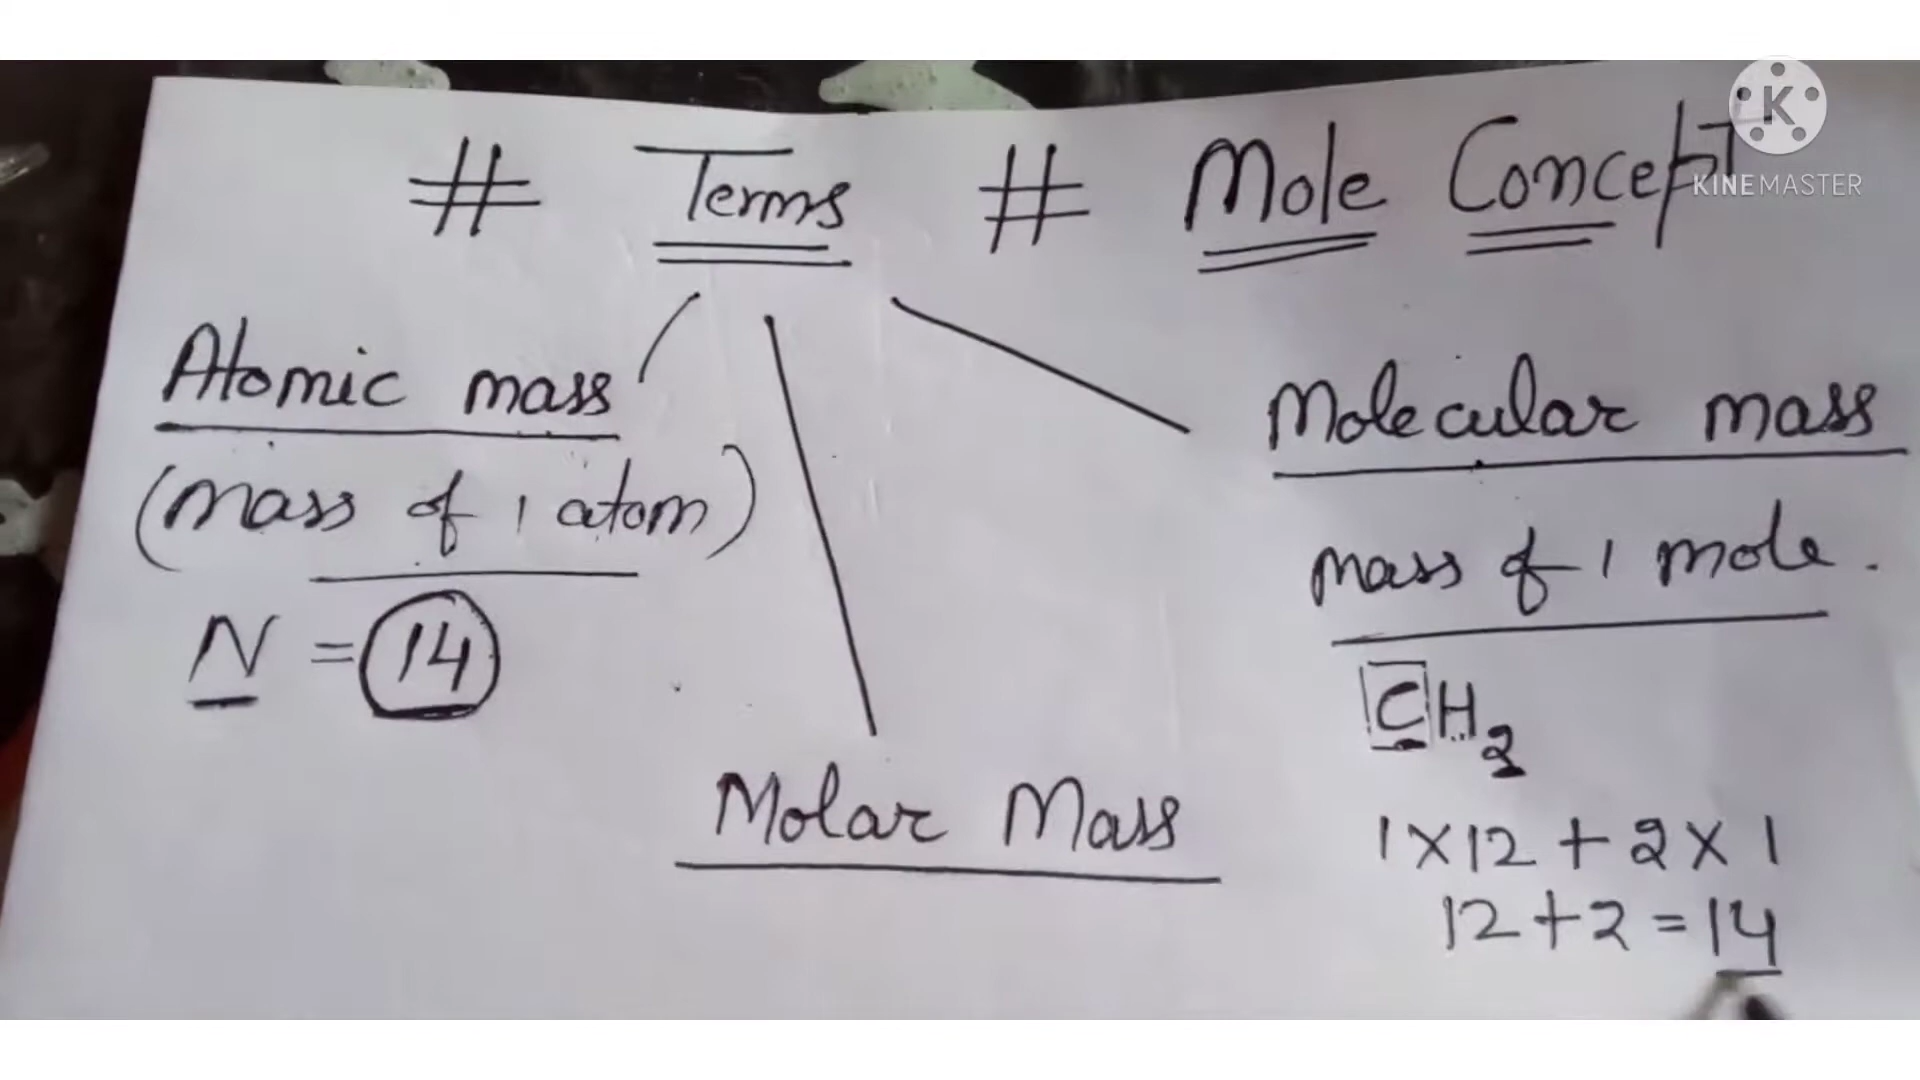 # Terms # Mole Concept
KINEMASTER
Atomic mass
(mass of 1 atom)
N = 14
Molar Mass
Molecular mass
mass of 1 mole.
CH2
1×12+2×1
12+2=14